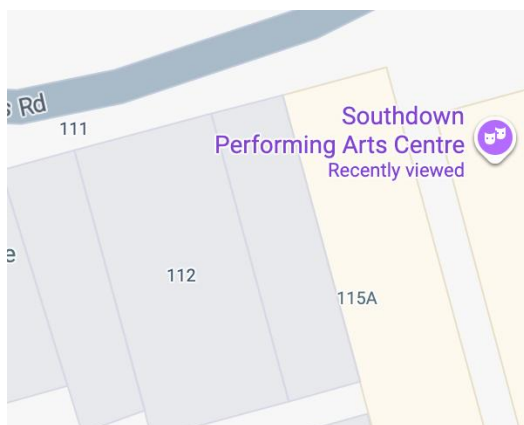 s Rd
111
Southdown
Performing Arts Centre
Recently viewed
e
112
115A